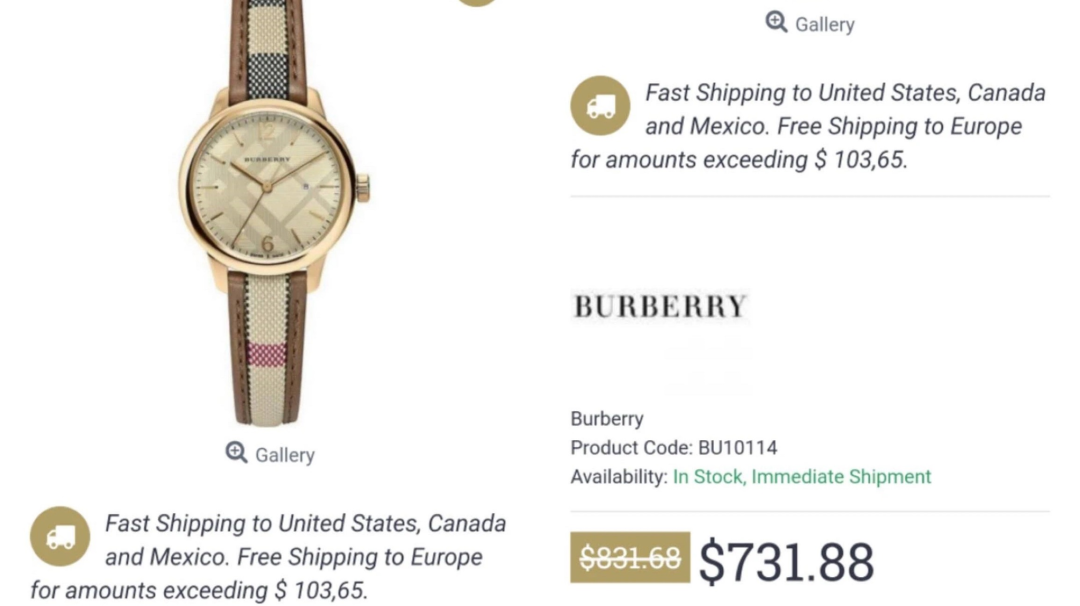 12
BURBERRY
6
Gallery
Fast Shipping to United States, Canada
and Mexico. Free Shipping to Europe
for amounts exceeding $ 103,65.
Gallery
Fast Shipping to United States, Canada
and Mexico. Free Shipping to Europe
for amounts exceeding $ 103,65.
BURBERRY
Burberry
Product Code: BU10114
Availability: In Stock, Immediate Shipment
$831.68 $731.88